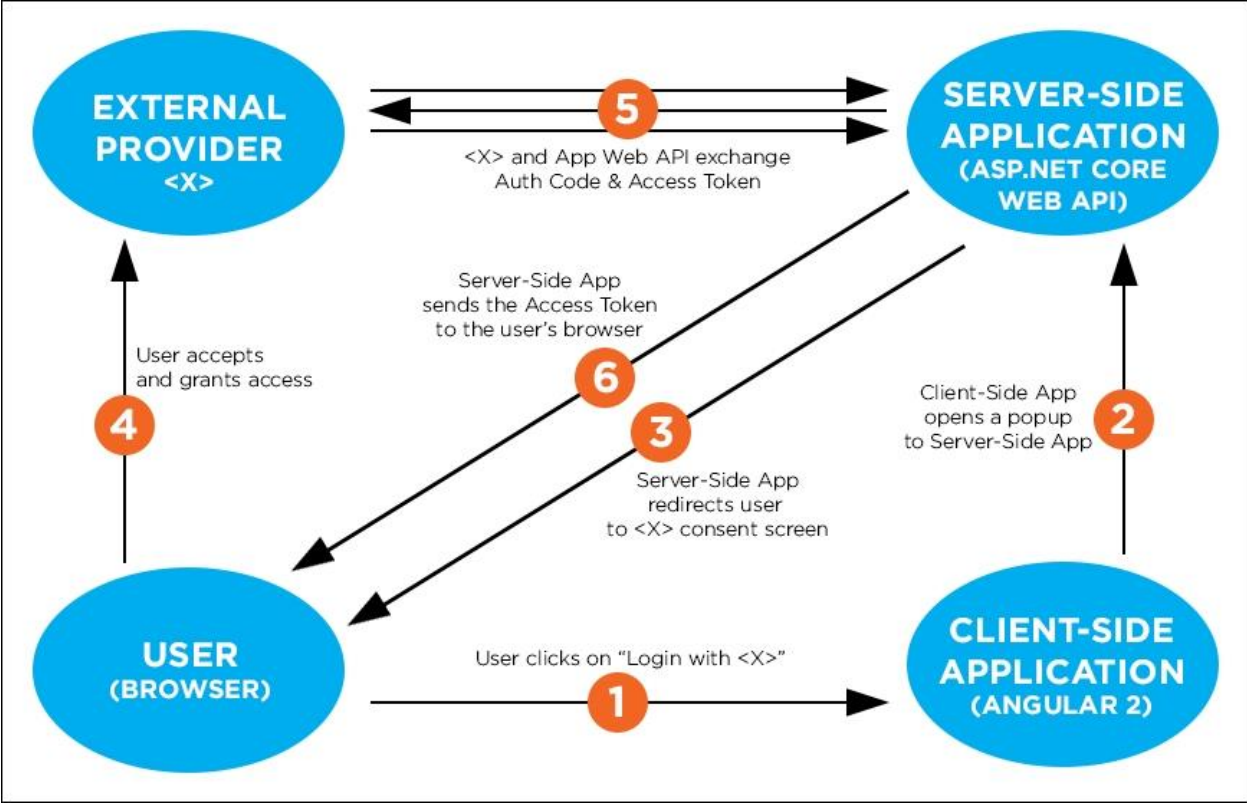 EXTERNAL
PROVIDER
<X>
5
<X> and App Web API exchange
Auth Code & Access Token
SERVER-SIDE
APPLICATION
(ASP.NET CORE
WEB API)
Server-Side App
sends the Access Token
to the user's browser
6
User accepts
and grants access
4
3
Server-Side App
redirects user
to <X> consent screen
Client-Side App
opens a popup
to Server-Side App
2
USER
(BROWSER)
User clicks on “Login with <X>”
1
CLIENT-SIDE
APPLICATION
(ANGULAR 2)